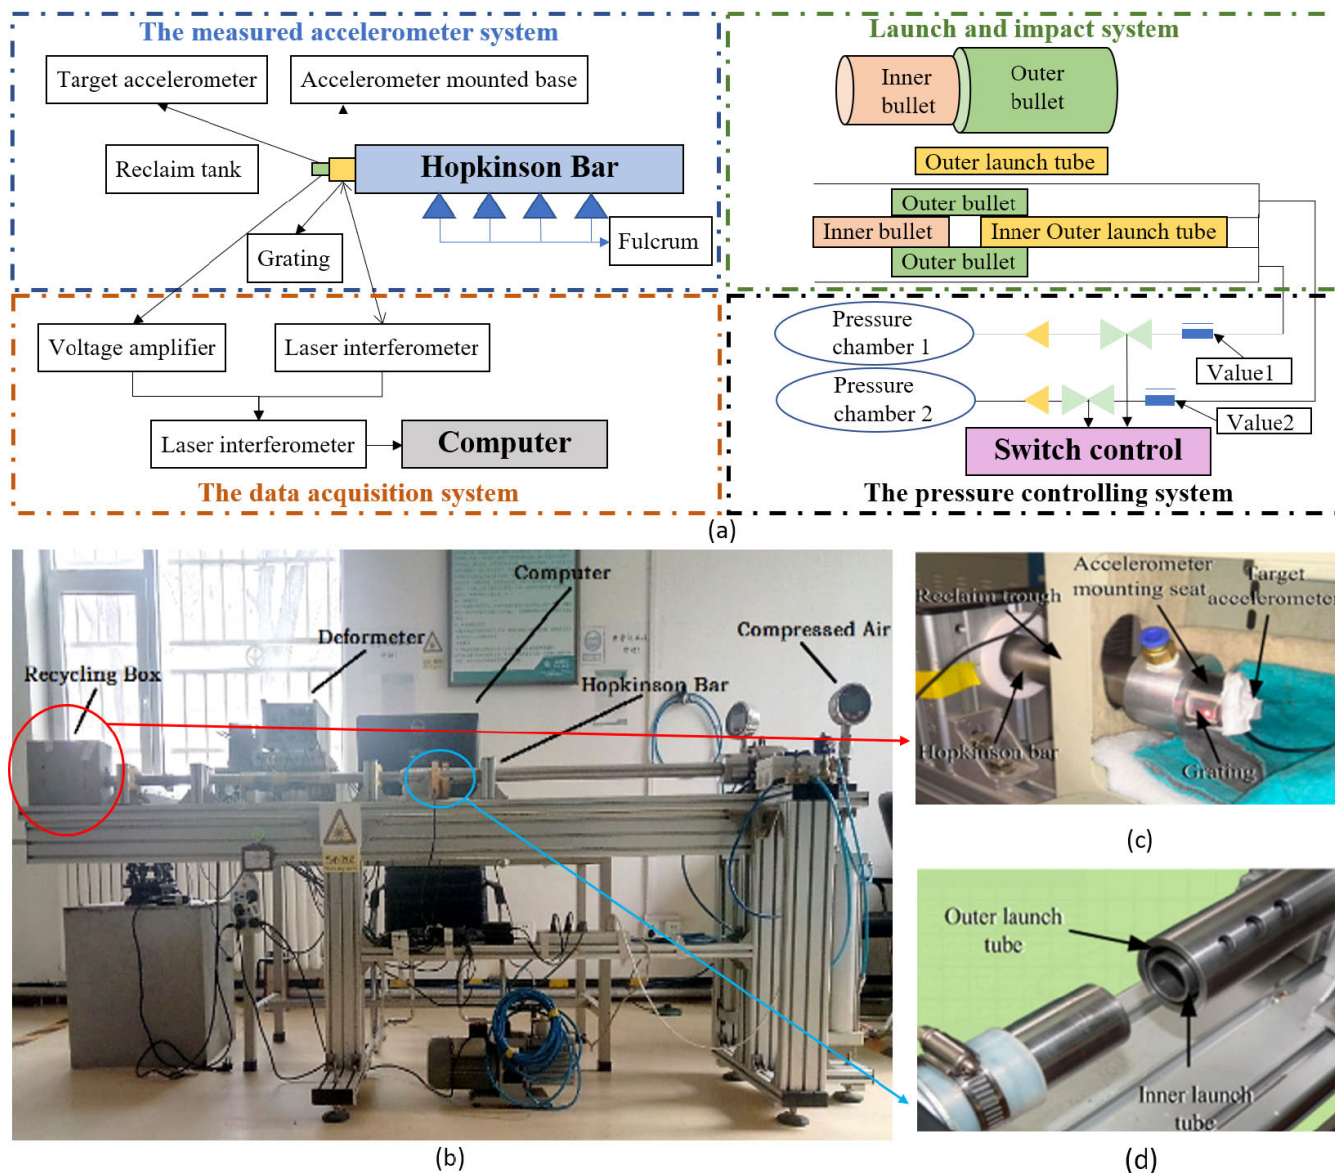 The measured accelerometer system
Target accelerometer
Accelerometer mounted base
Reclaim tank
Hopkinson Bar
Grating
Fulcrum
Launch and impact system
Inner
bullet
Outer
bullet
Outer launch tube
Outer bullet
Inner bullet
Inner Outer launch tube
Outer bullet
Voltage amplifier
Laser interferometer
Laser interferometer
Computer
The data acquisition system
Pressure
chamber 1
Value1
Pressure
chamber 2
Value2
Switch control
The pressure controlling system
(a)
Computer
Deformeter
Compressed Air
Recycling Box
Hopkinson Bar
(b)
Accelerometer
mounting seat
Target
accelerometer
Reclaim trough
Hopkinson bar
Grating
(c)
Outer launch
tube
Inner launch
tube
(d)